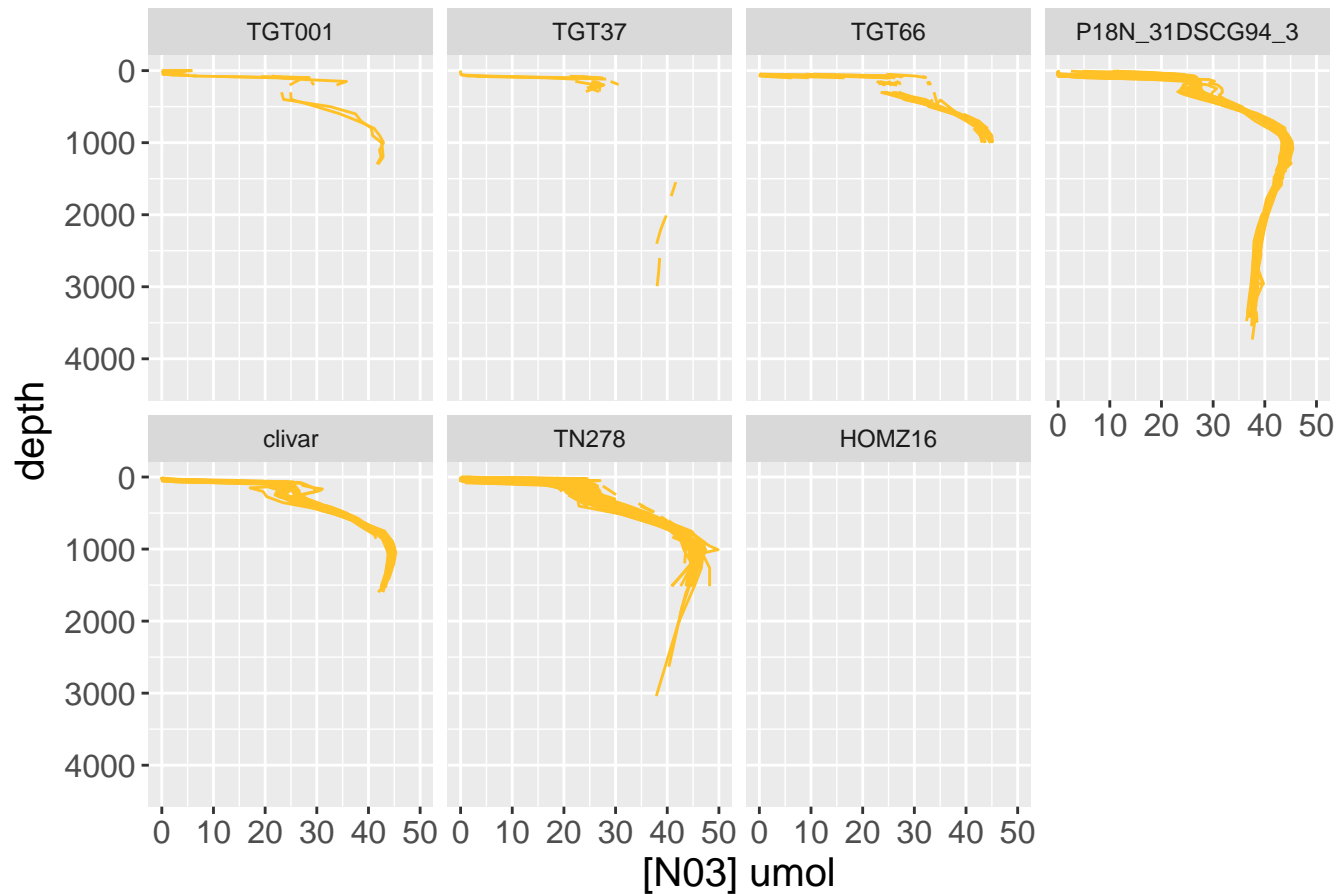 TGT001 TGT37 TGT66 P18N_31DSCG94_3
0
1000
2000
3000
4000
0 10 20 30 40 50
depth
clivar TN278 HOMZ16
0
1000
2000
3000
4000
0 10 20 30 40 50 0 10 20 30 40 50 0 10 20 30 40 50
[N03] umol